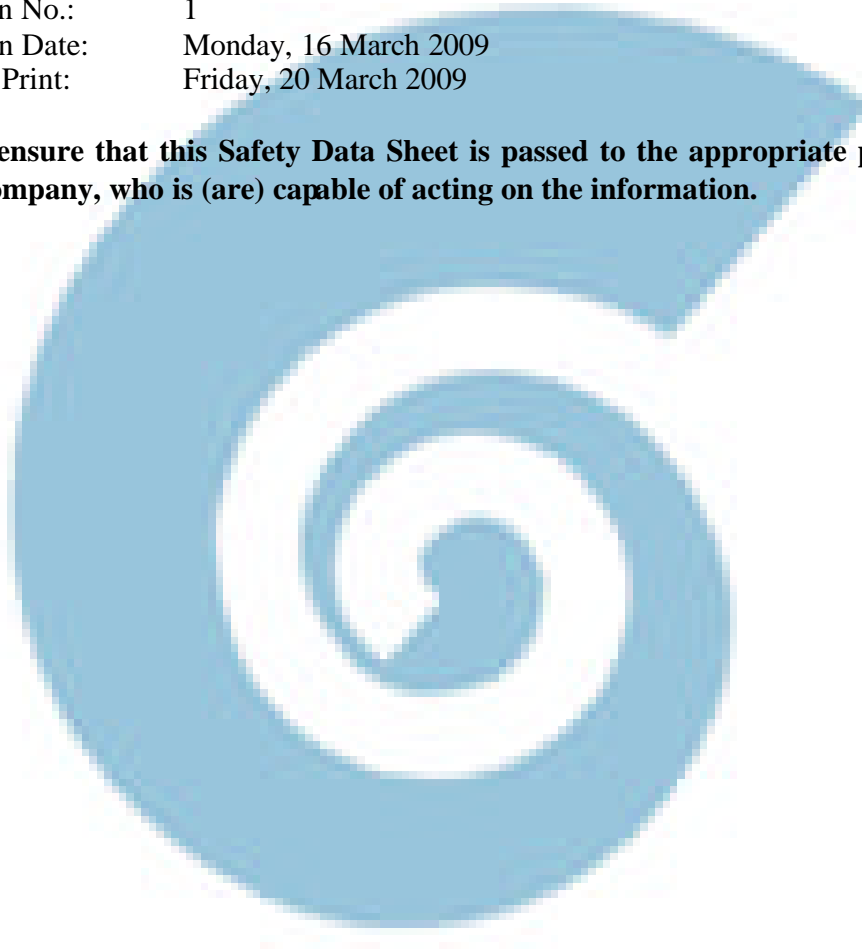 n No.: 1
n Date: Monday, 16 March 2009
Print: Friday, 20 March 2009
ensure that this Safety Data Sheet is passed to the appropriate p
ompany, who is (are) capable of acting on the information.